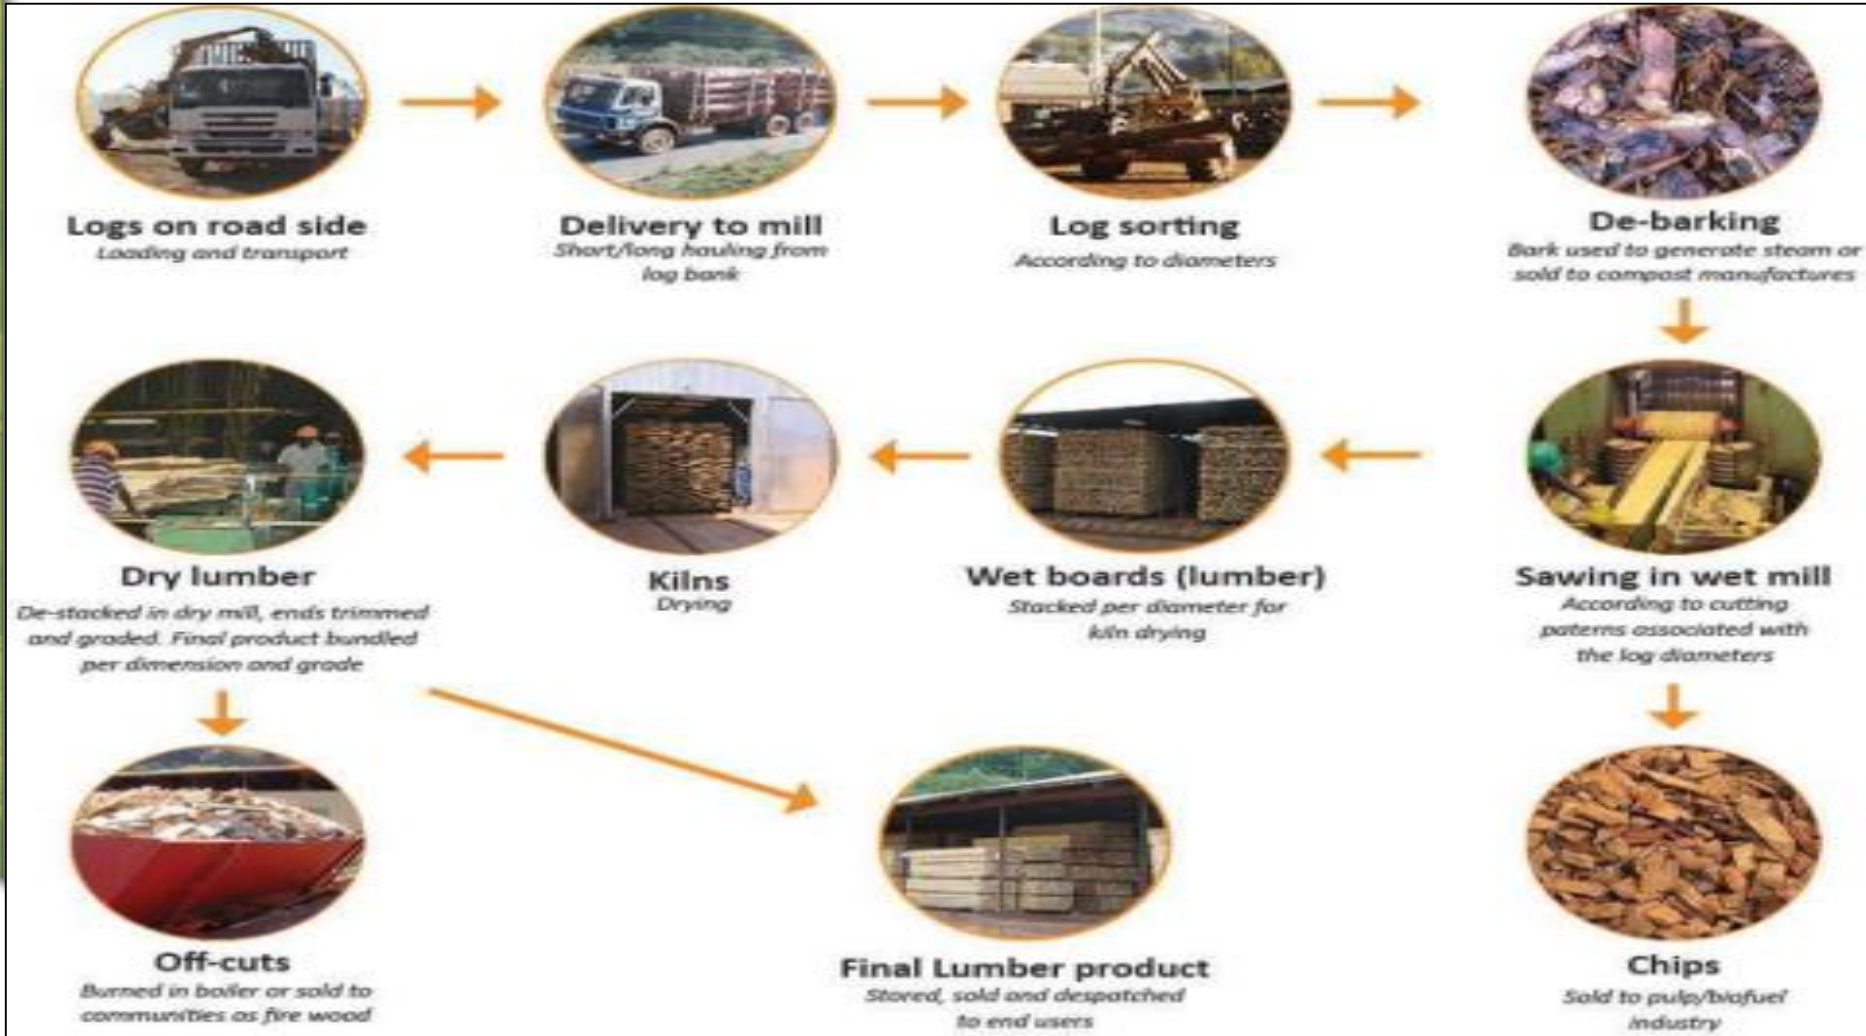 Logs on road side
Loading and transport
Delivery to mill
Short/long hauling from
log bank
Log sorting
According to diameters
De-barking
Bark used to generate steam or
sold to compost manufactures
Sawing in wet mill
According to cutting
paterns associated with
the log diameters
Wet boards (lumber)
Stacked per diameter for
kiln drying
Kilns
Drying
Dry lumber
De-stacked in dry mill, ends trimmed
and graded. Final product bundled
per dimension and grade
Off-cuts
Burned in boiler or sold to
communities as fire wood
Final Lumber product
Stored, sold and despatched
to end users
Chips
Sold to pulp/biofuel
industry